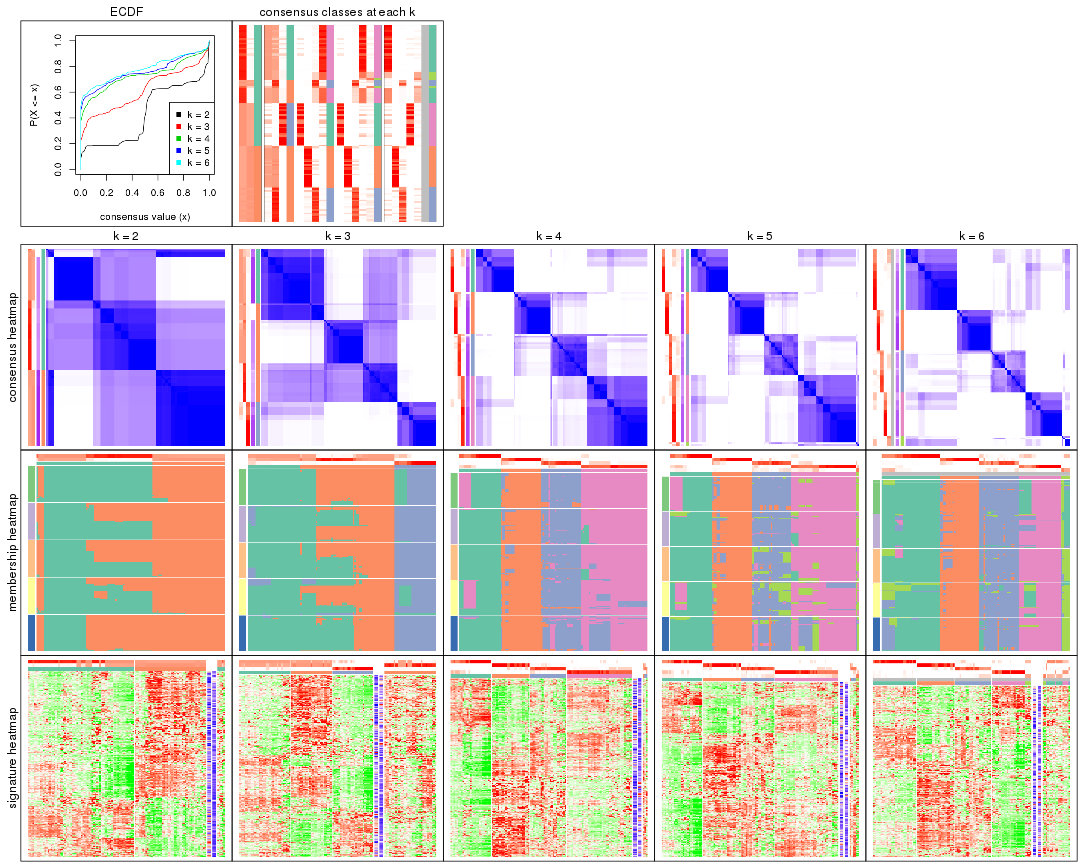 ECDF
consensus classes at each k
P(X <= x)
0.0 0.2 0.4 0.6 0.8 1.0
k = 2
k = 3
k = 4
k = 5
k = 6
0.0 0.2 0.4 0.6 0.8 1.0
consensus value (x)
k = 2
k = 3
k = 4
k = 5
k = 6
consensus heatmap
membership heatmap
signature heatmap